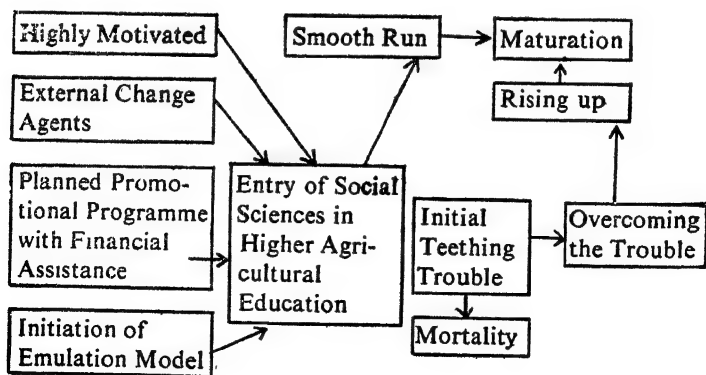 Highly Motivated
External Change
Agents
Planned Promo-
tional Programme
with Financial
Assistance
Initiation of
Emulation Model
Entry of Social
Sciences in
Higher Agri-
cultural
Education
Smooth Run
Maturation
Rising up
Initial
Teething
Trouble
Overcoming
the Trouble
Mortality